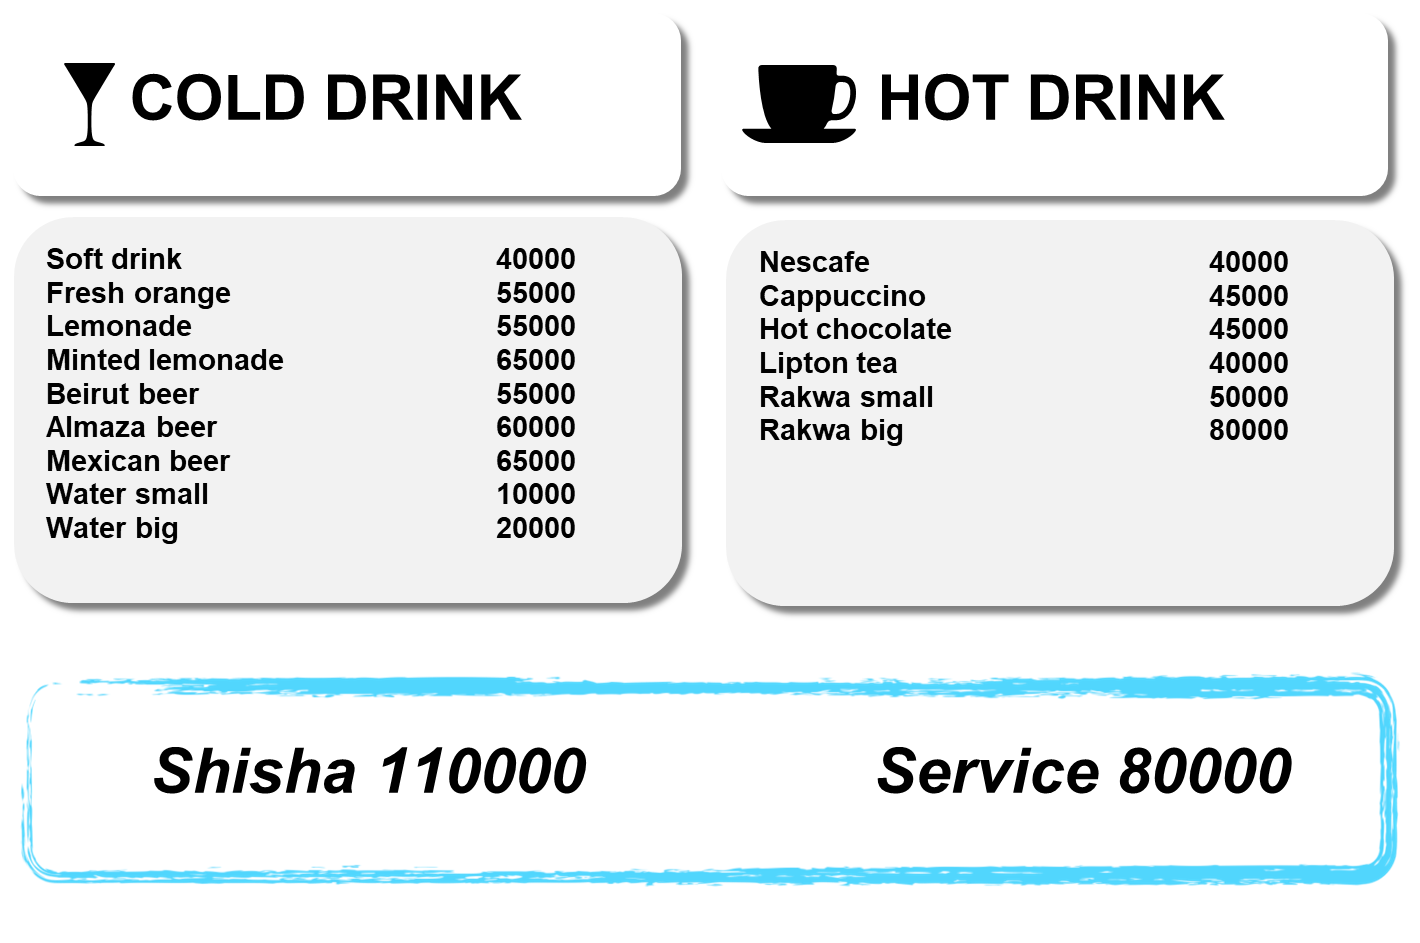 COLD DRINK
Soft drink 40000
Fresh orange 55000
Lemonade 55000
Minted lemonade 65000
Beirut beer 55000
Almaza beer 60000
Mexican beer 65000
Water small 10000
Water big 20000
HOT DRINK
Nescafe 40000
Cappuccino 45000
Hot chocolate 45000
Lipton tea 40000
Rakwa small 50000
Rakwa big 80000
Shisha 110000
Service 80000